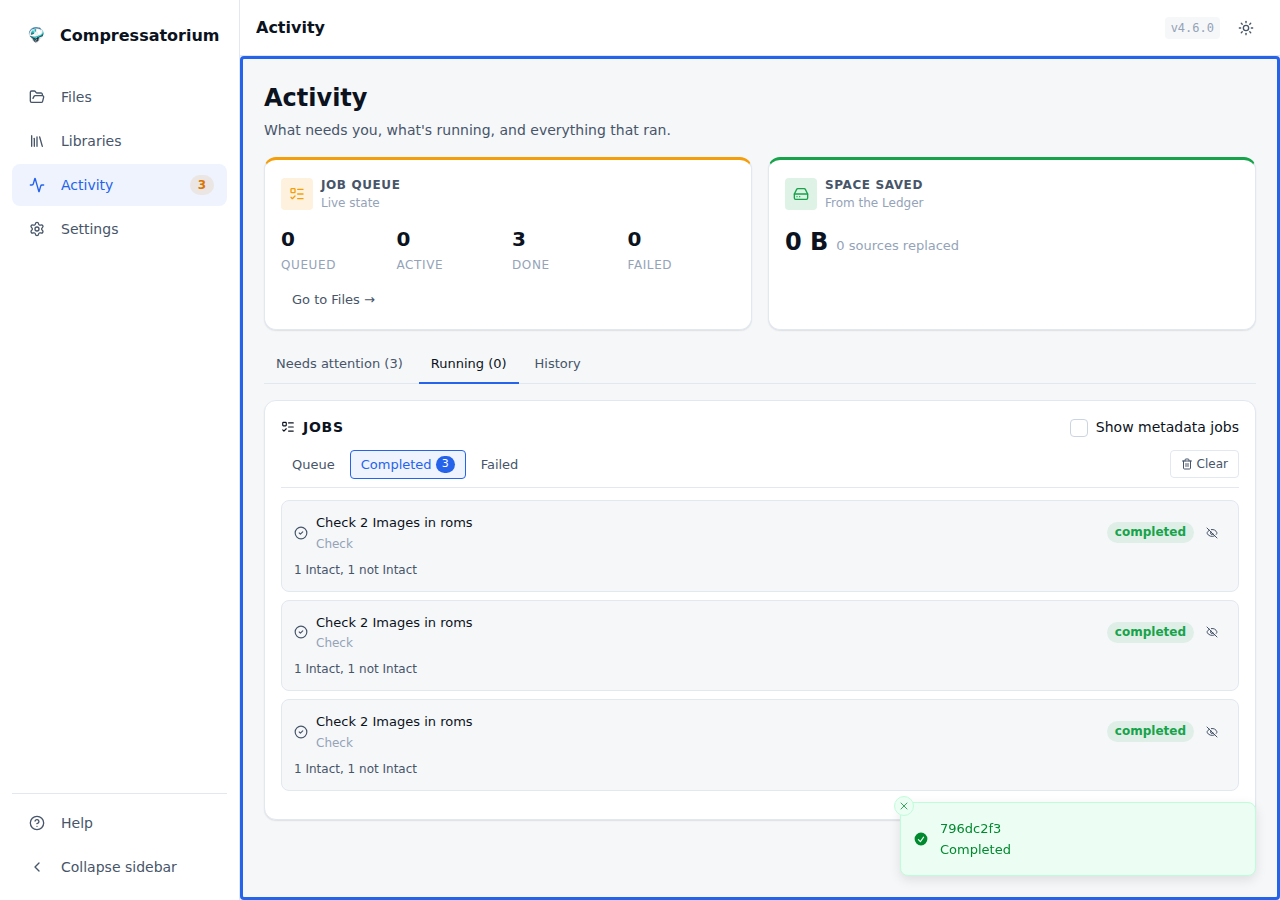 Compressatorium
Activity
v4.6.0
Files
Libraries
Activity
3
Settings
Help
Collapse sidebar
Activity
What needs you, what's running, and everything that ran.
JOB QUEUE
Live state
0
0
3
0
QUEUED
ACTIVE
DONE
FAILED
Go to Files →
SPACE SAVED
From the Ledger
0 B 0 sources replaced
Needs attention (3)
Running (0)
History
JOBS
Show metadata jobs
Queue
Completed 3
Failed
Clear
Check 2 Images in roms
Check
completed
1 Intact, 1 not Intact
Check 2 Images in roms
Check
completed
1 Intact, 1 not Intact
Check 2 Images in roms
Check
completed
1 Intact, 1 not Intact
796dc2f3
Completed